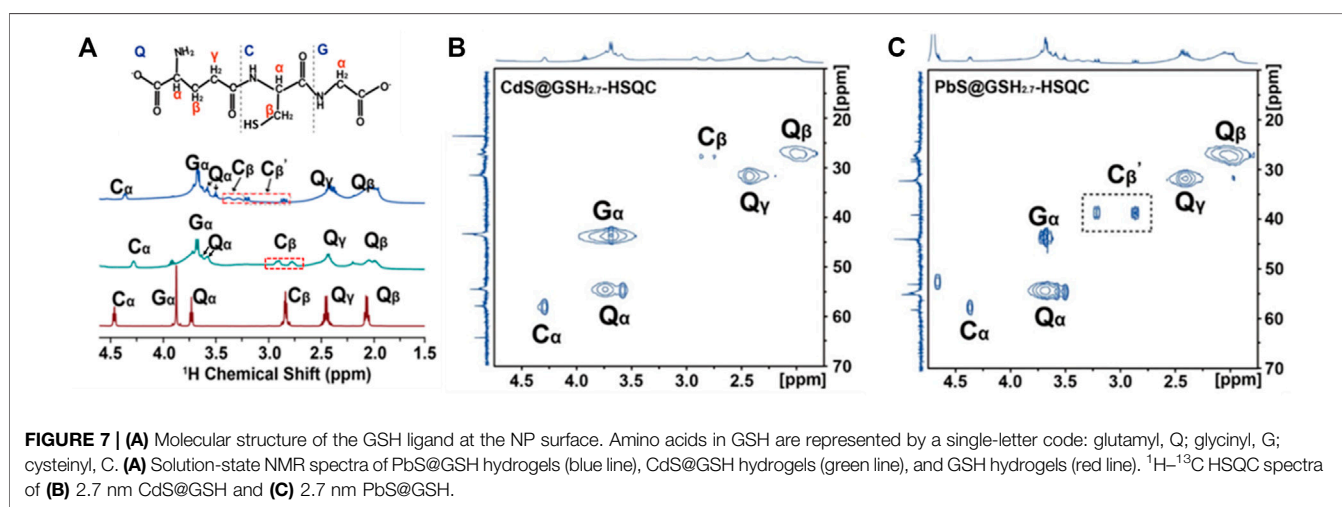 A
B
C
Q
C
G
NH₂
γ
CH₂
H
N
α
H
O
O
α
H₂
C
O-
-O
O
H
α
CH₂
β
O
β
CH₂
HS
N
H
O
Cα
Gα
Qα
Cβ
Cβ'
Qγ
Qβ
Cα
Gα
Qα
Cβ
Qγ
Qβ
Cα
Gα
Qα
Cβ
Qγ
Qβ
4.5 4.0 3.5 3.0 2.5 2.0 1.5
¹H Chemical Shift (ppm)
CdS@GSH₂.₇-HSQC
[ppm]
20
30
40
50
60
70
Cβ
Qβ
Qγ
Gα
Qα
Cα
4.5 4.0 3.5 3.0 2.5 [ppm]
PbS@GSH₂.₇-HSQC
[ppm]
20
30
40
50
60
70
Qβ
Cβ'
Qγ
Gα
Qα
Cα
4.5 4.0 3.5 3.0 2.5 [ppm]
FIGURE 7 | (A) Molecular structure of the GSH ligand at the NP surface. Amino acids in GSH are represented by a single-letter code: glutamyl, Q; glycinyl, G;
cysteinyl, C. (A) Solution-state NMR spectra of PbS@GSH hydrogels (blue line), CdS@GSH hydrogels (green line), and GSH hydrogels (red line). ¹H–¹³C HSQC spectra
of (B) 2.7 nm CdS@GSH and (C) 2.7 nm PbS@GSH.